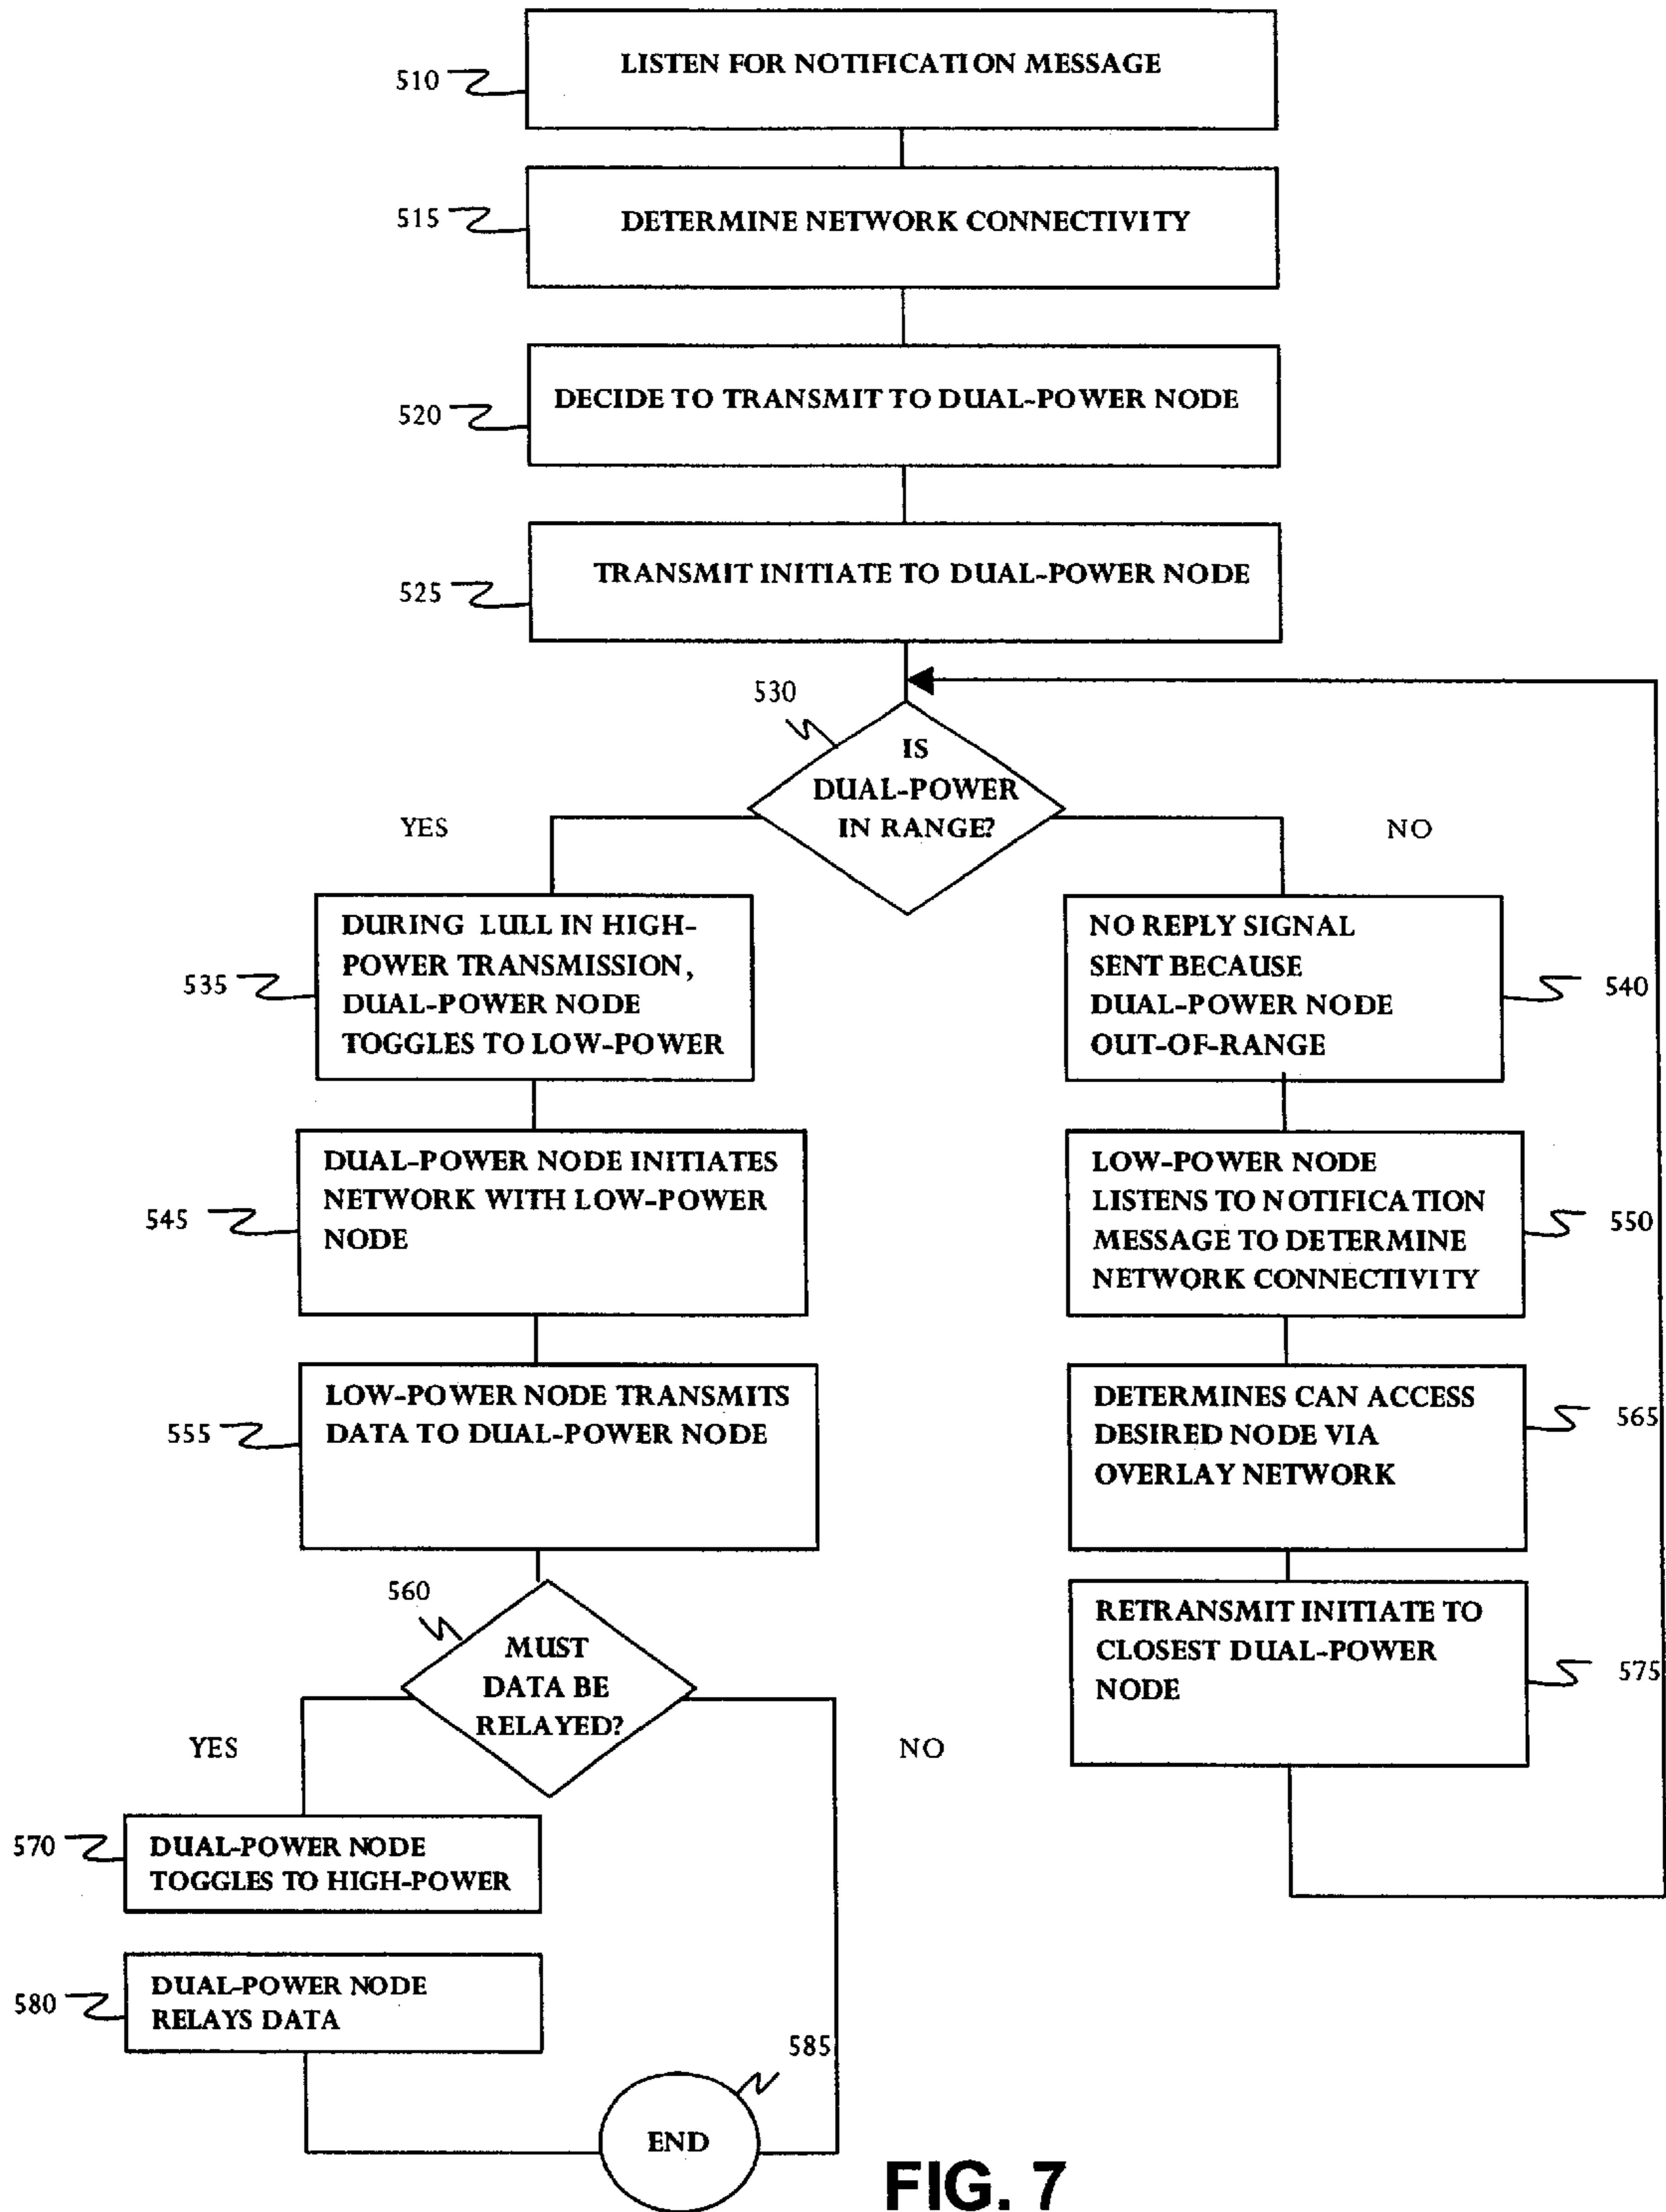 LISTEN FOR NOTIFICATION MESSAGE
510
DETERMINE NETWORK CONNECTIVITY
515
DECIDE TO TRANSMIT TO DUAL-POWER NODE
520
TRANSMIT INITIATE TO DUAL-POWER NODE
525
530
IS
DUAL-POWER
IN RANGE?
YES
NO
DURING LULL IN HIGH-
POWER TRANSMISSION,
DUAL-POWER NODE
TOGGLES TO LOW-POWER
535
NO REPLY SIGNAL
SENT BECAUSE
DUAL-POWER NODE
OUT-OF-RANGE
540
DUAL-POWER NODE INITIATES
NETWORK WITH LOW-POWER
NODE
545
LOW-POWER NODE
LISTENS TO NOTIFICATION
MESSAGE TO DETERMINE
NETWORK CONNECTIVITY
550
LOW-POWER NODE TRANSMITS
DATA TO DUAL-POWER NODE
555
DETERMINES CAN ACCESS
DESIRED NODE VIA
OVERLAY NETWORK
565
560
MUST
DATA BE
RELAYED?
YES
NO
RETRANSMIT INITIATE TO
CLOSEST DUAL-POWER
NODE
575
570
DUAL-POWER NODE
TOGGLES TO HIGH-POWER
580
DUAL-POWER NODE
RELAYS DATA
585
END
FIG. 7